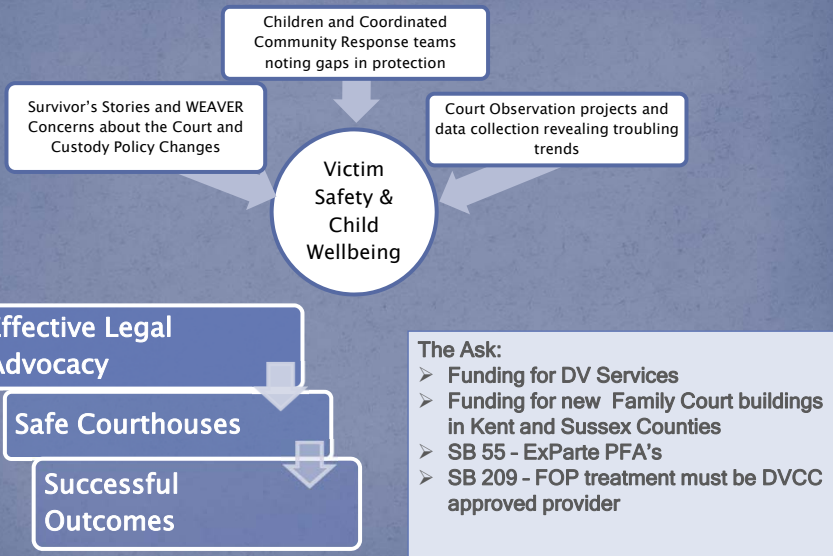 Children and Coordinated
Community Response teams
noting gaps in protection
Survivor's Stories and WEAVER
Concerns about the Court and
Custody Policy Changes
Court Observation projects and
data collection revealing troubling
trends
Victim
Safety &
Child
Wellbeing
Effective Legal
Advocacy
Safe Courthouses
Successful
Outcomes
The Ask:
➢ Funding for DV Services
➢ Funding for new Family Court buildings
in Kent and Sussex Counties
➢ SB 55 - ExParte PFA's
➢ SB 209 - FOP treatment must be DVCC
approved provider